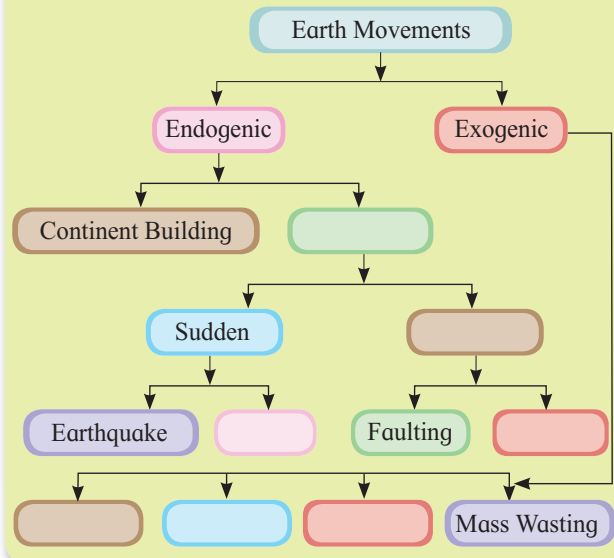 Earth Movements
Endogenic
Exogenic
Continent Building
Sudden
Earthquake
Faulting
Mass Wasting